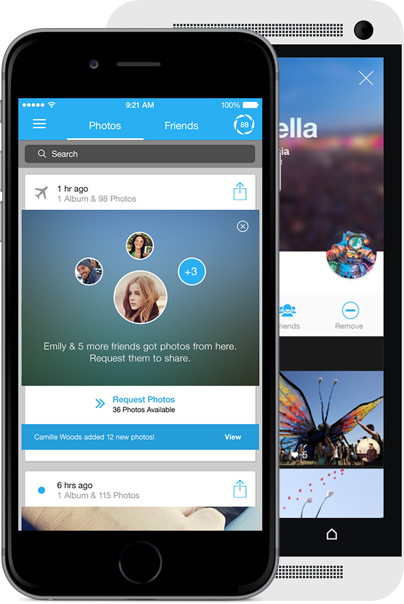 9:21 AM
100%
Photos
Friends
88
Search
1 hr ago
1 Album & 98 Photos
+3
Emily & 5 more friends got photos from here.
Request them to share.
Request Photos
36 Photos Available
Camille Woods added 12 new photos!
View
6 hrs ago
1 Album & 115 Photos
ella
ia
iends
Remove
5